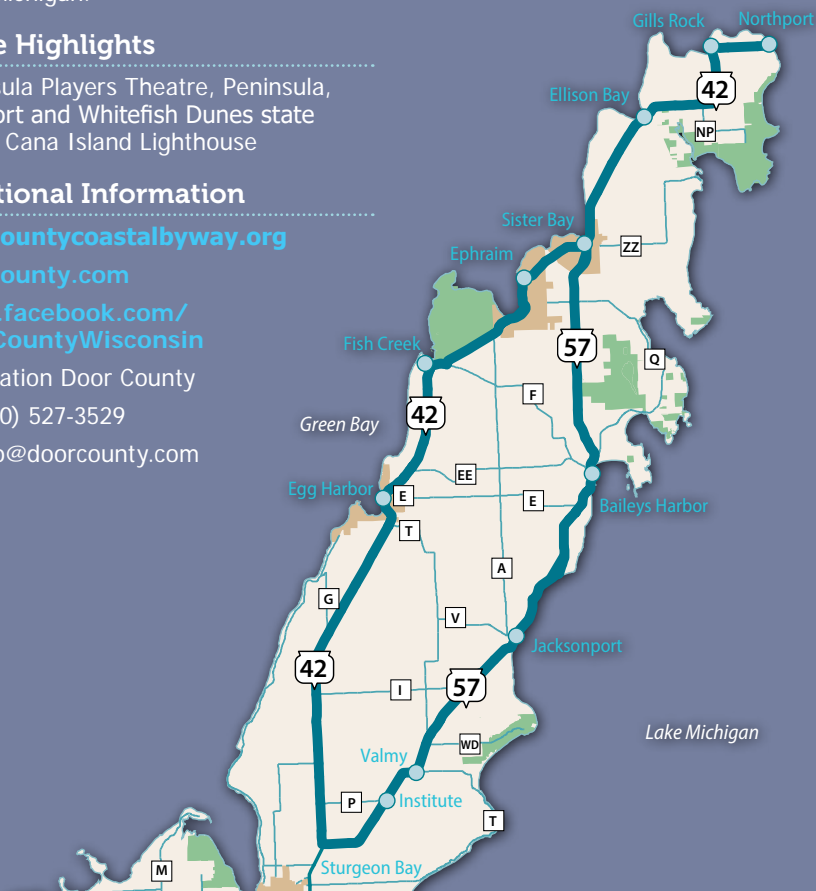 e Highlights
sula Players Theatre, Peninsula,
ort and Whitefish Dunes state
Cana Island Lighthouse
tional Information
ountycoastalbyway.org
ounty.com
.facebook.com/
CountyWisconsin
ation Door County
0) 527-3529
o@doorcounty.com
Gills Rock
Northport
42
Ellison Bay
NP
Sister Bay
ZZ
Ephraim
Fish Creek
57
Q
F
42
Green Bay
EE
Egg Harbor
E
E
Baileys Harbor
T
A
G
V
Jacksonport
42
I
57
Lake Michigan
WD
Valmy
P
Institute
T
Sturgeon Bay
M